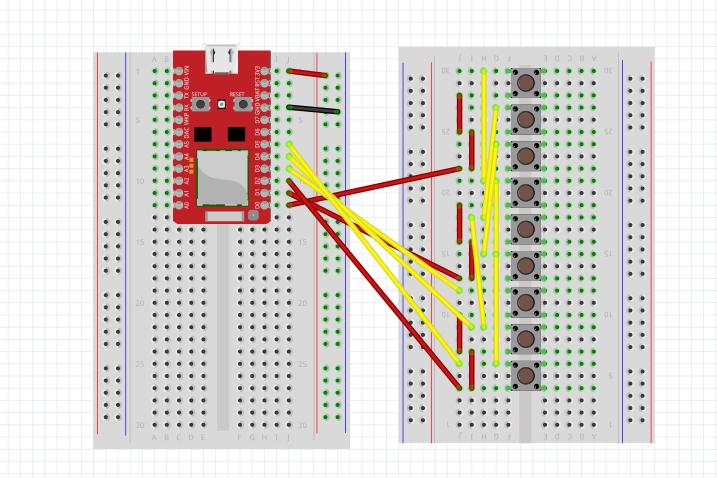 A B I J
1
5
10
15
20
25
30
A B C D E F G H I J
VIN
GND
TX
RX
WKP
DAC
A5
A4
A3
A2
A1
A0
SETUP
RESET
3V3
RST
VBAT
GND
D7
D6
D5
D4
D3
D2
D1
D0
J I H G F E D C B A
30
25
20
15
10
5
1
J I H G F E D C B A